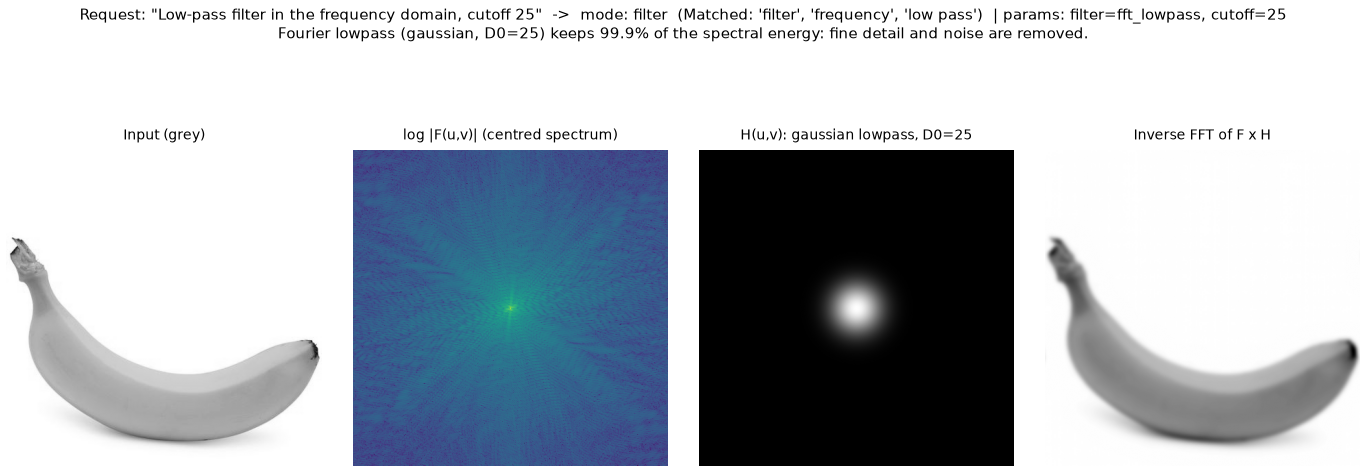 Request: "Low-pass filter in the frequency domain, cutoff 25"  ->  mode: filter  (Matched: 'filter', 'frequency', 'low pass')  | params: filter=fft_lowpass, cutoff=25
Fourier lowpass (gaussian, D0=25) keeps 99.9% of the spectral energy: fine detail and noise are removed.
Input (grey)
log |F(u,v)| (centred spectrum)
H(u,v): gaussian lowpass, D0=25
Inverse FFT of F x H